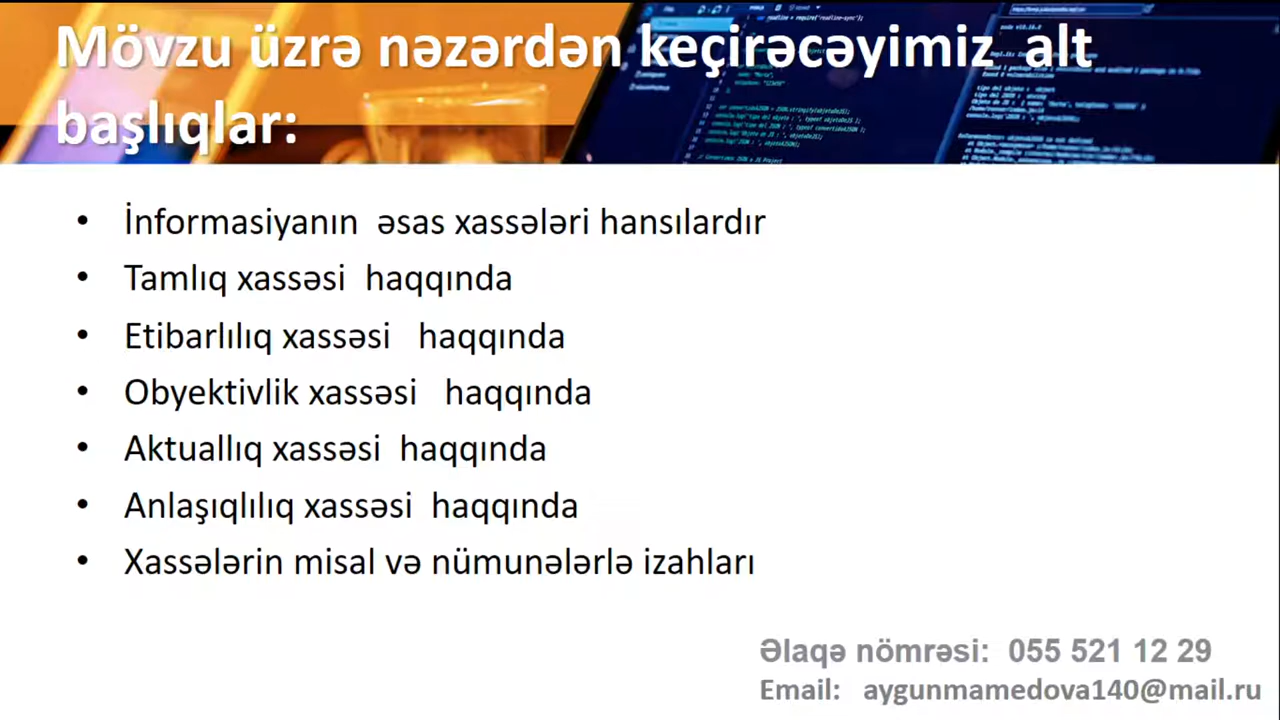 Mövzu üzrə nəzərdən keçirəcəyimiz alt
başlıqlar:
• İnformasiyanın əsas xassələri hansılardır
• Tamlıq xassəsi haqqında
• Etibarlılıq xassəsi haqqında
• Obyektivlik xassəsi haqqında
• Aktuallıq xassəsi haqqında
• Anlaşıqlılıq xassəsi haqqında
• Xassələrin misal və nümunələrlə izahları
Əlaqə nömrəsi: 055 521 12 29
Email: aygunmamedova140@mail.ru